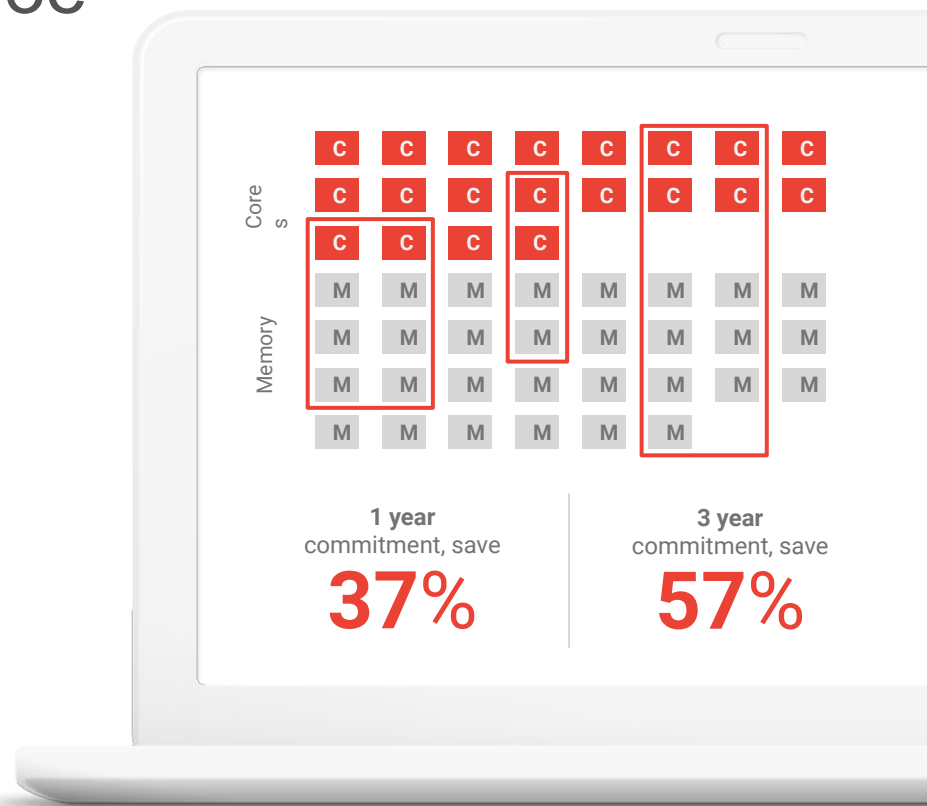 C C C C C C C C
C C C C C C C C
C C C C
Core
s
M M M M M M M M
M M M M M M M M
M M M M M M M M
M M M M M M
Memory
1 year
commitment, save
37%
3 year
commitment, save
57%